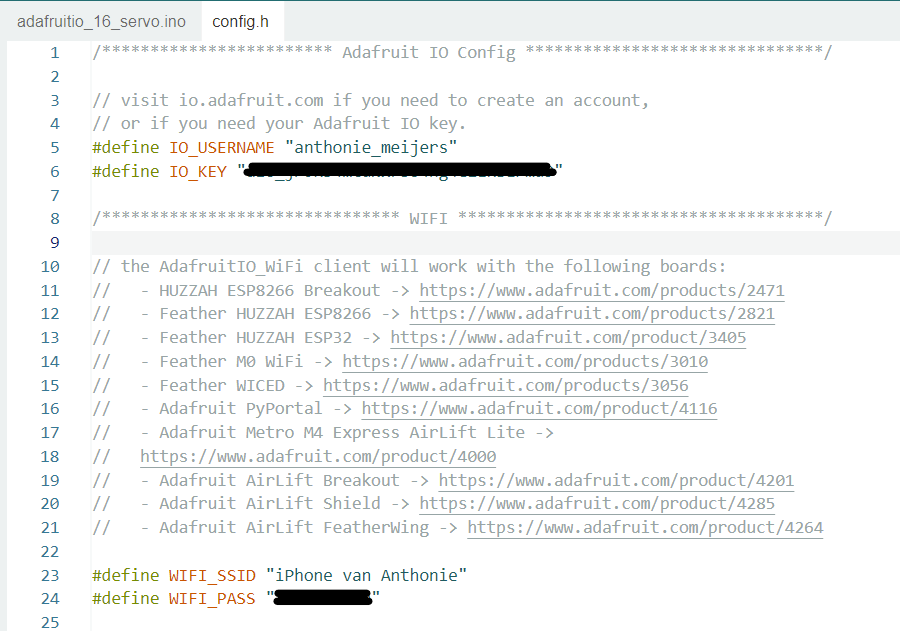 adafruitio_16_servo.ino config.h
1 /************************ Adafruit IO Config *******************************/
2
3 // visit io.adafruit.com if you need to create an account,
4 // or if you need your Adafruit IO key.
5 #define IO_USERNAME "anthonie_meijers"
6 #define IO_KEY ""
7
8 /******************************* WIFI **************************************/
9
10 // the AdafruitIO_WiFi client will work with the following boards:
11 //   - HUZZAH ESP8266 Breakout -> https://www.adafruit.com/products/2471
12 //   - Feather HUZZAH ESP8266 -> https://www.adafruit.com/products/2821
13 //   - Feather HUZZAH ESP32 -> https://www.adafruit.com/product/3405
14 //   - Feather M0 WiFi -> https://www.adafruit.com/products/3010
15 //   - Feather WICED -> https://www.adafruit.com/products/3056
16 //   - Adafruit PyPortal -> https://www.adafruit.com/product/4116
17 //   - Adafruit Metro M4 Express AirLift Lite ->
18 //   https://www.adafruit.com/product/4000
19 //   - Adafruit AirLift Breakout -> https://www.adafruit.com/product/4201
20 //   - Adafruit AirLift Shield -> https://www.adafruit.com/product/4285
21 //   - Adafruit AirLift FeatherWing -> https://www.adafruit.com/product/4264
22
23 #define WIFI_SSID "iPhone van Anthonie"
24 #define WIFI_PASS ""
25